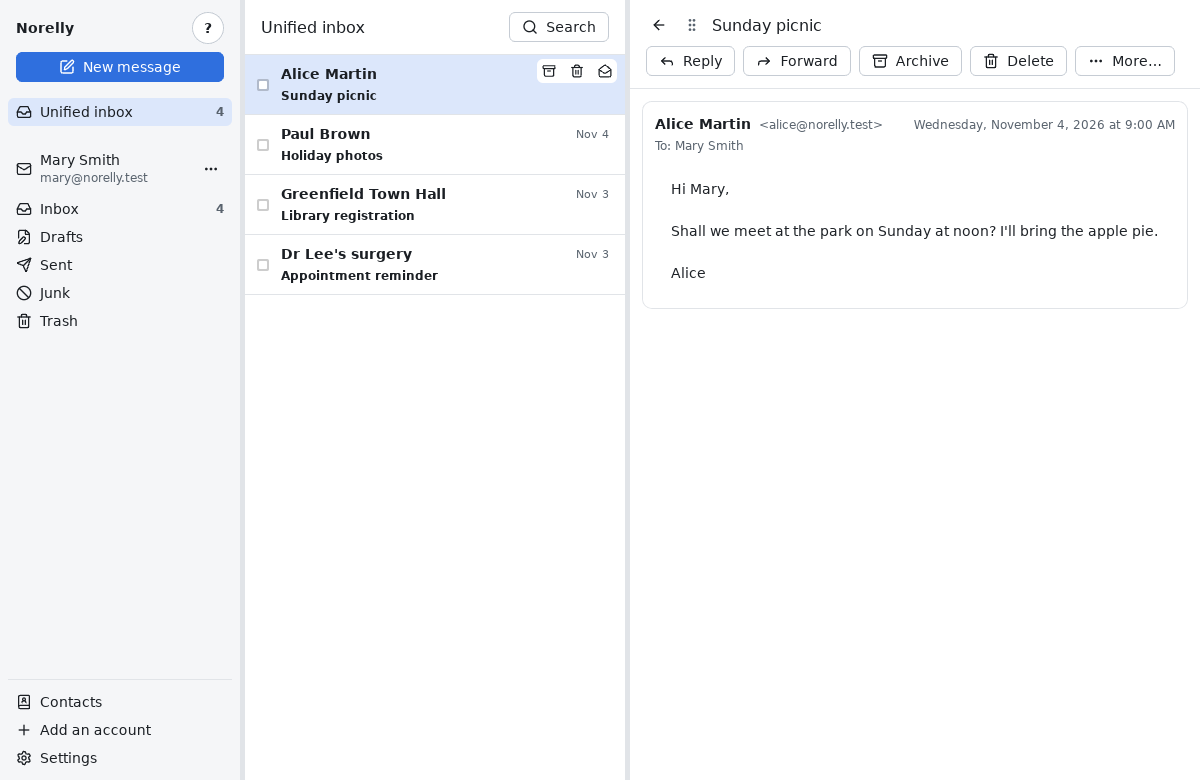 Norelly
?
New message
Unified inbox 4
Mary Smith
mary@norelly.test
Inbox 4
Drafts
Sent
Junk
Trash
Contacts
Add an account
Settings
Unified inbox
Search
Alice Martin
Sunday picnic
Paul Brown Nov 4
Holiday photos
Greenfield Town Hall Nov 3
Library registration
Dr Lee's surgery Nov 3
Appointment reminder
Sunday picnic
Reply Forward Archive Delete More...
Alice Martin <alice@norelly.test> Wednesday, November 4, 2026 at 9:00 AM
To: Mary Smith
Hi Mary,
Shall we meet at the park on Sunday at noon? I'll bring the apple pie.
Alice